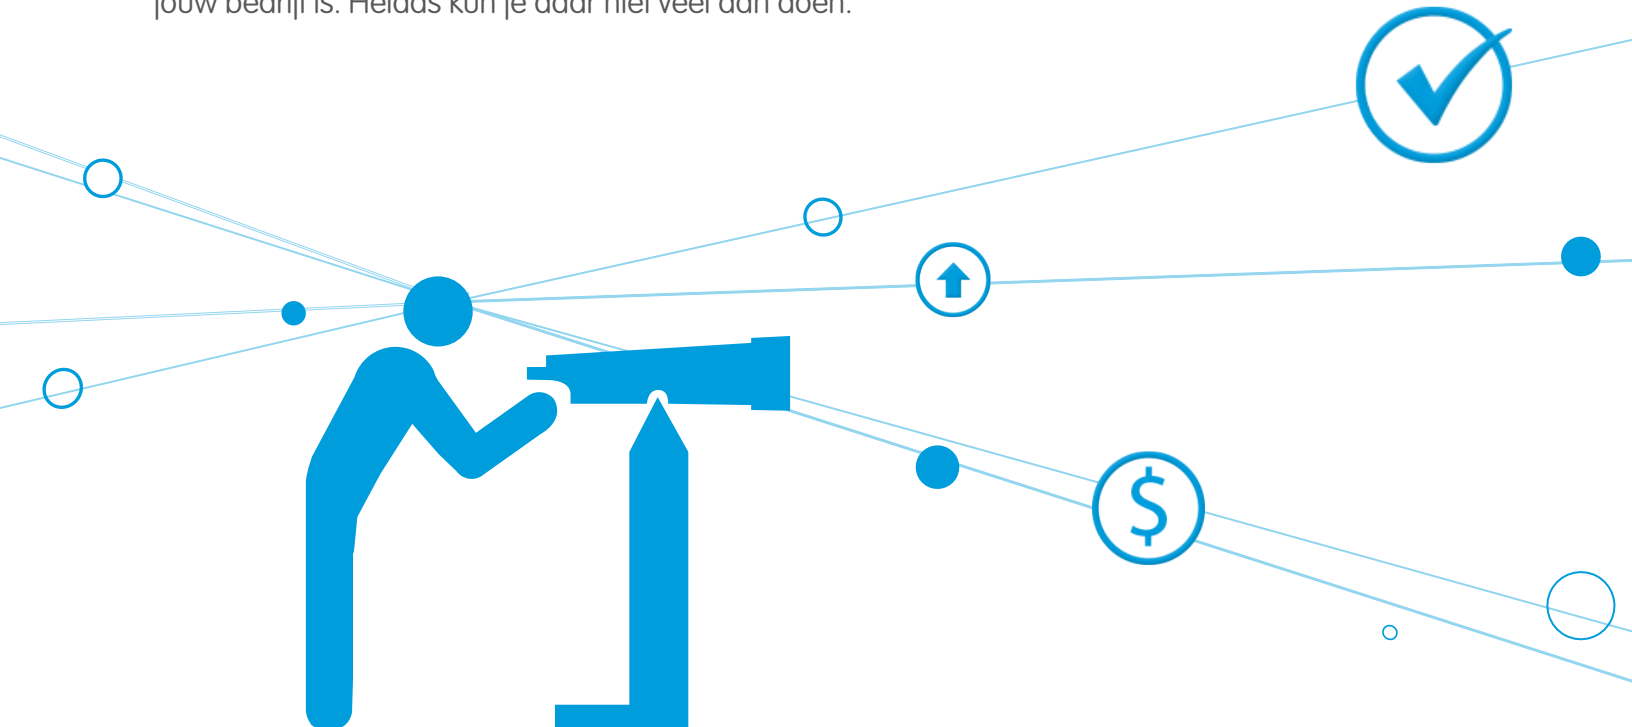 jouw bedrijf is. Helaas kun je daar niet veel aan doen.
$